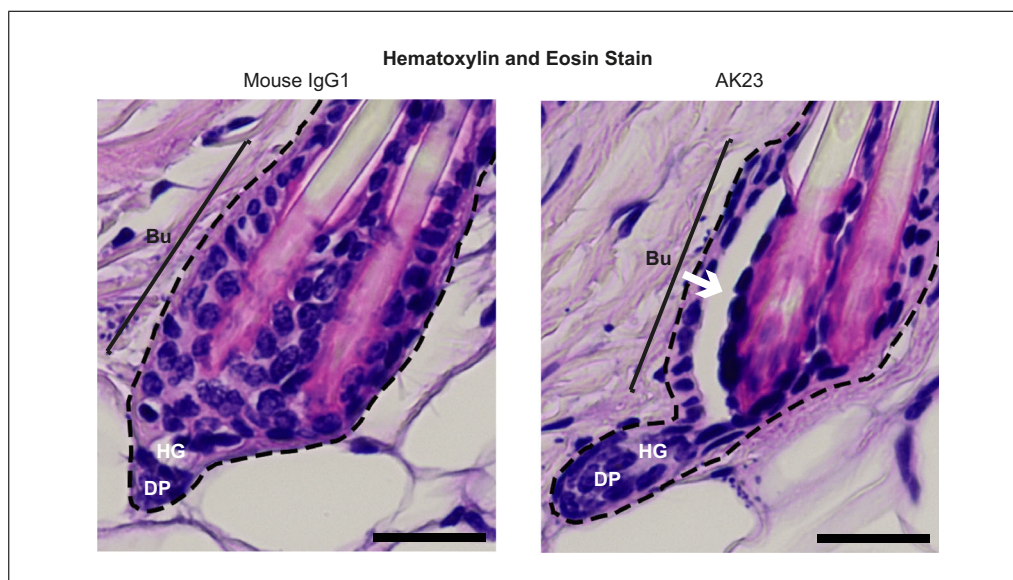 Hematoxylin and Eosin Stain
Mouse IgG1
AK23
Bu
HG
DP
Bu
HG
DP